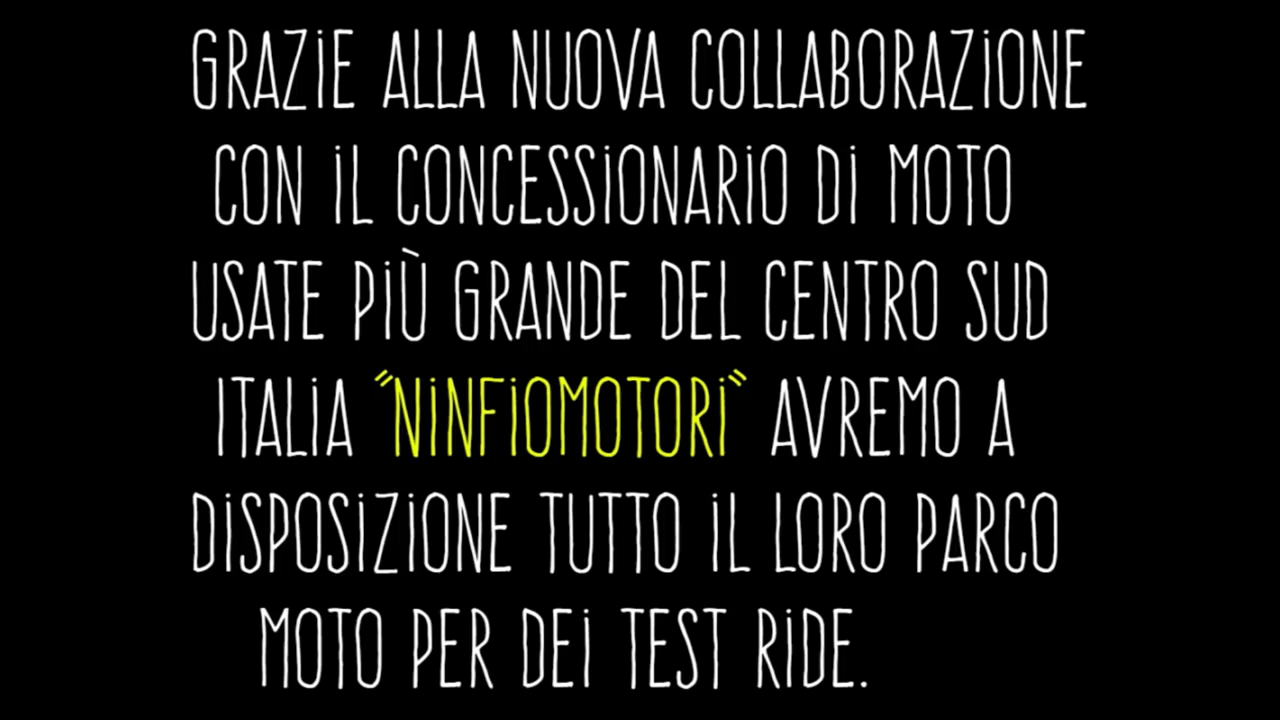 GRAZIE ALLA NUOVA COLLABORAZIONE
CON IL CONCESSIONARIO DI MOTO
USATE PIÙ GRANDE DEL CENTRO SUD
ITALIA "NINFIOMOTORI" AVREMO A
DISPOSIZIONE TUTTO IL LORO PARCO
MOTO PER DEI TEST RIDE.